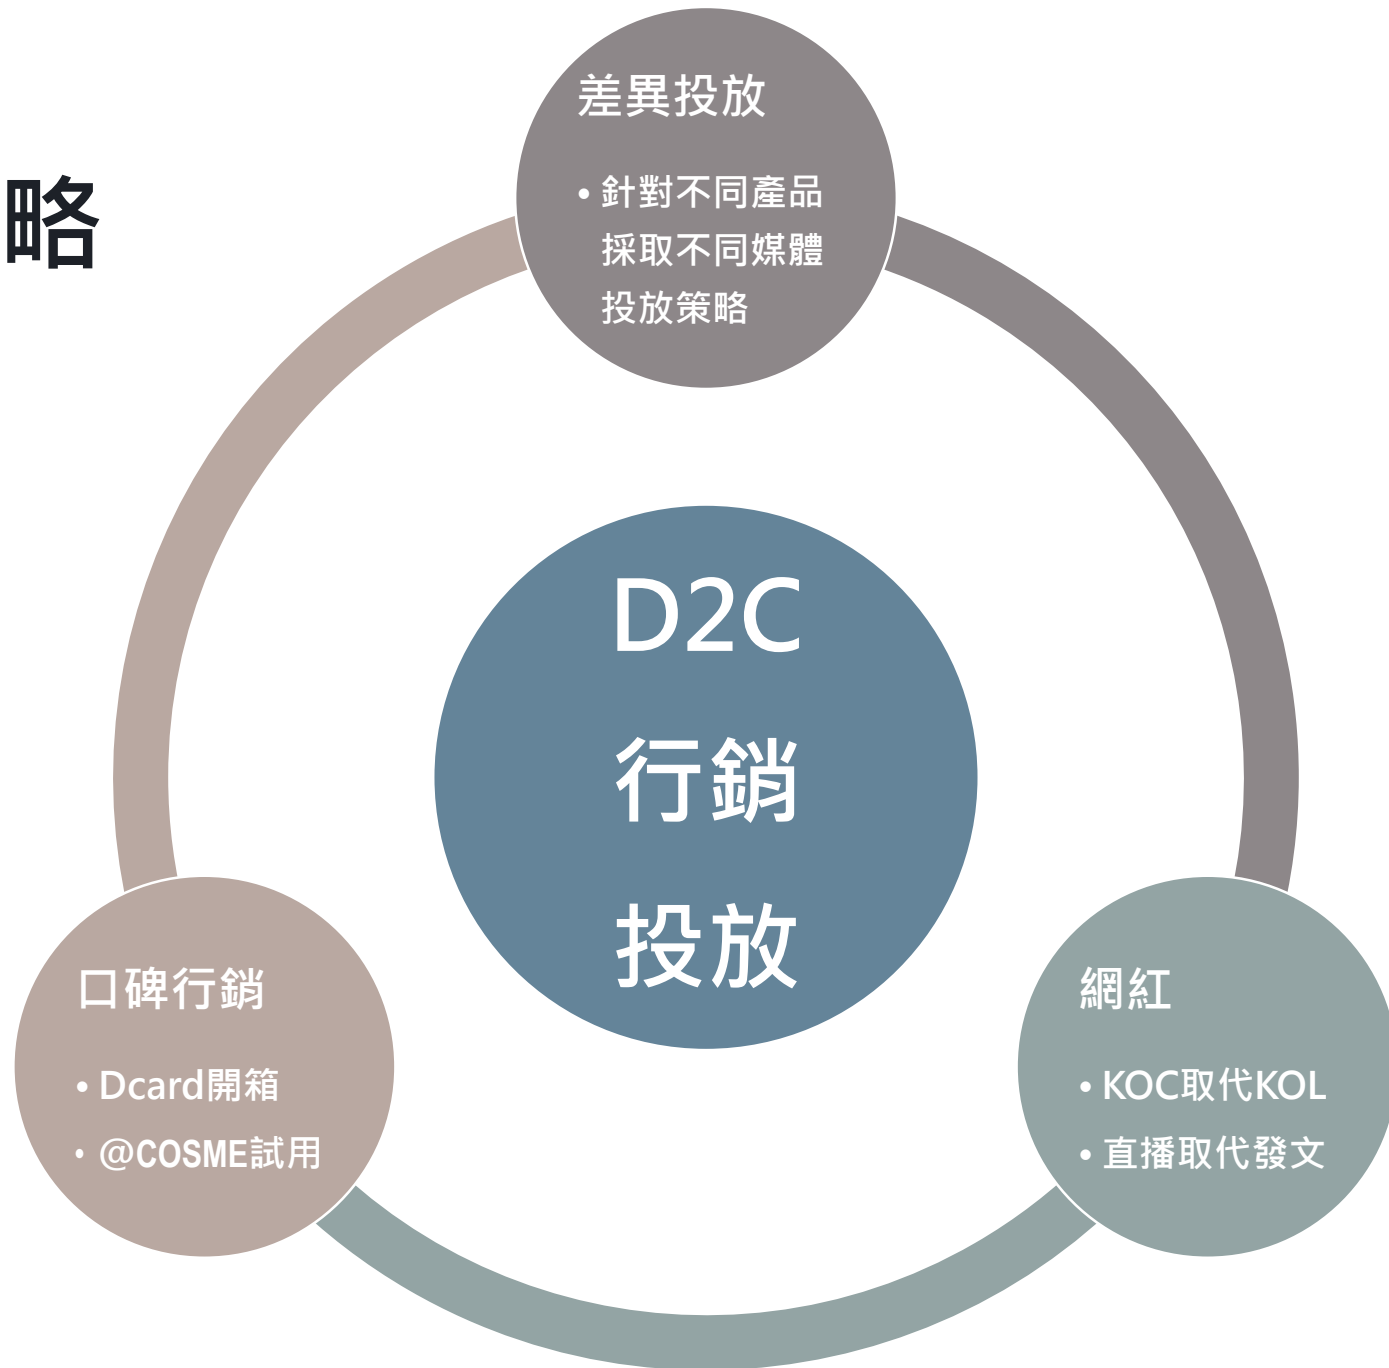 略
差異投放
• 針對不同產品
採取不同媒體
投放策略
D2C
行銷
投放
口碑行銷
• Dcard開箱
• @COSME試用
網紅
• KOC取代KOL
• 直播取代發文